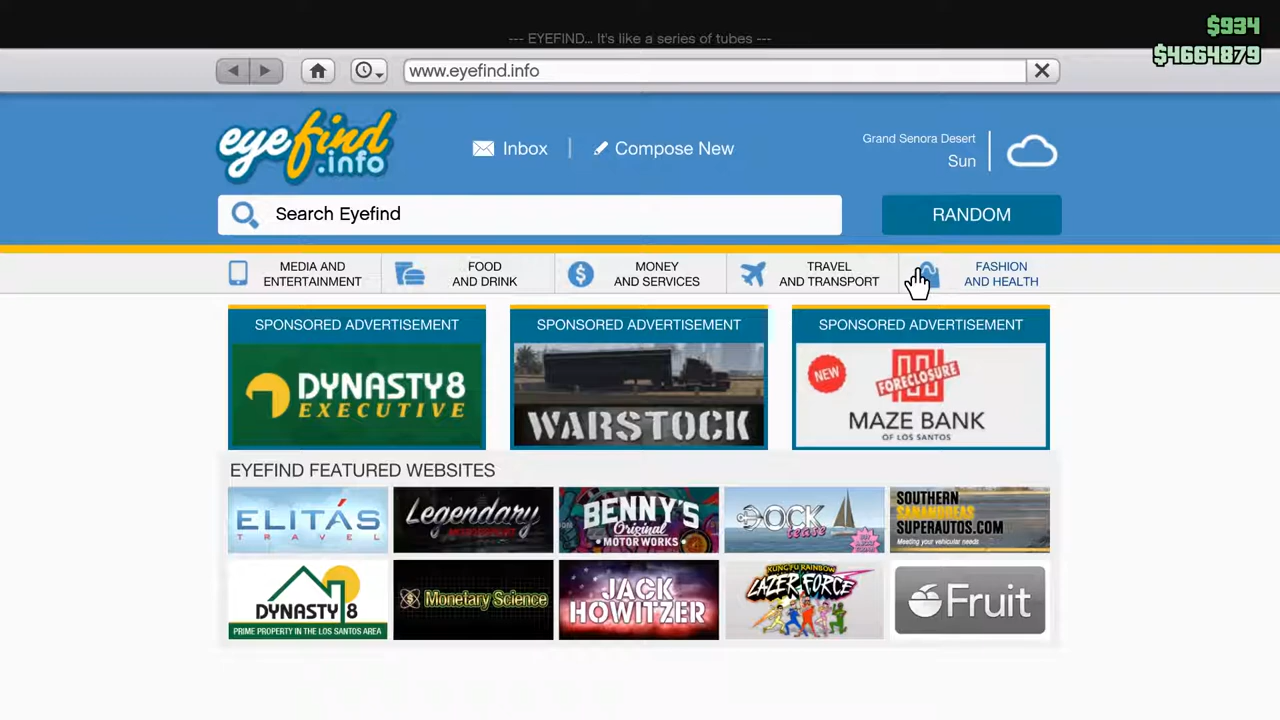 $934
--- EYEFIND... It's like a series of tubes ---
$4664879
www.eyefind.info
eyefind
.info
Inbox
Compose New
Grand Senora Desert
Sun
Search Eyefind
RANDOM
MEDIA AND
ENTERTAINMENT
FOOD
AND DRINK
MONEY
AND SERVICES
TRAVEL
AND TRANSPORT
FASHION
AND HEALTH
SPONSORED ADVERTISEMENT
DYNASTY 8
EXECUTIVE
SPONSORED ADVERTISEMENT
WARSTOCK
SPONSORED ADVERTISEMENT
NEW
FORECLOSURE
MAZE BANK
OF LOS SANTOS
EYEFIND FEATURED WEBSITES
ELITÁS
TRAVEL
Legendary
MOTORSPORT
BENNY'S
Original
MOTOR WORKS
DOCK
tease
SOUTHERN
SANANDREAS
SUPERAUTOS.COM
Meeting your vehicular needs
DYNASTY 8
PRIME PROPERTY IN THE LOS SANTOS AREA
Monetary Science
JACK
HOWITZER
KUNG FU RAINBOW
LAZER FORCE
Fruit